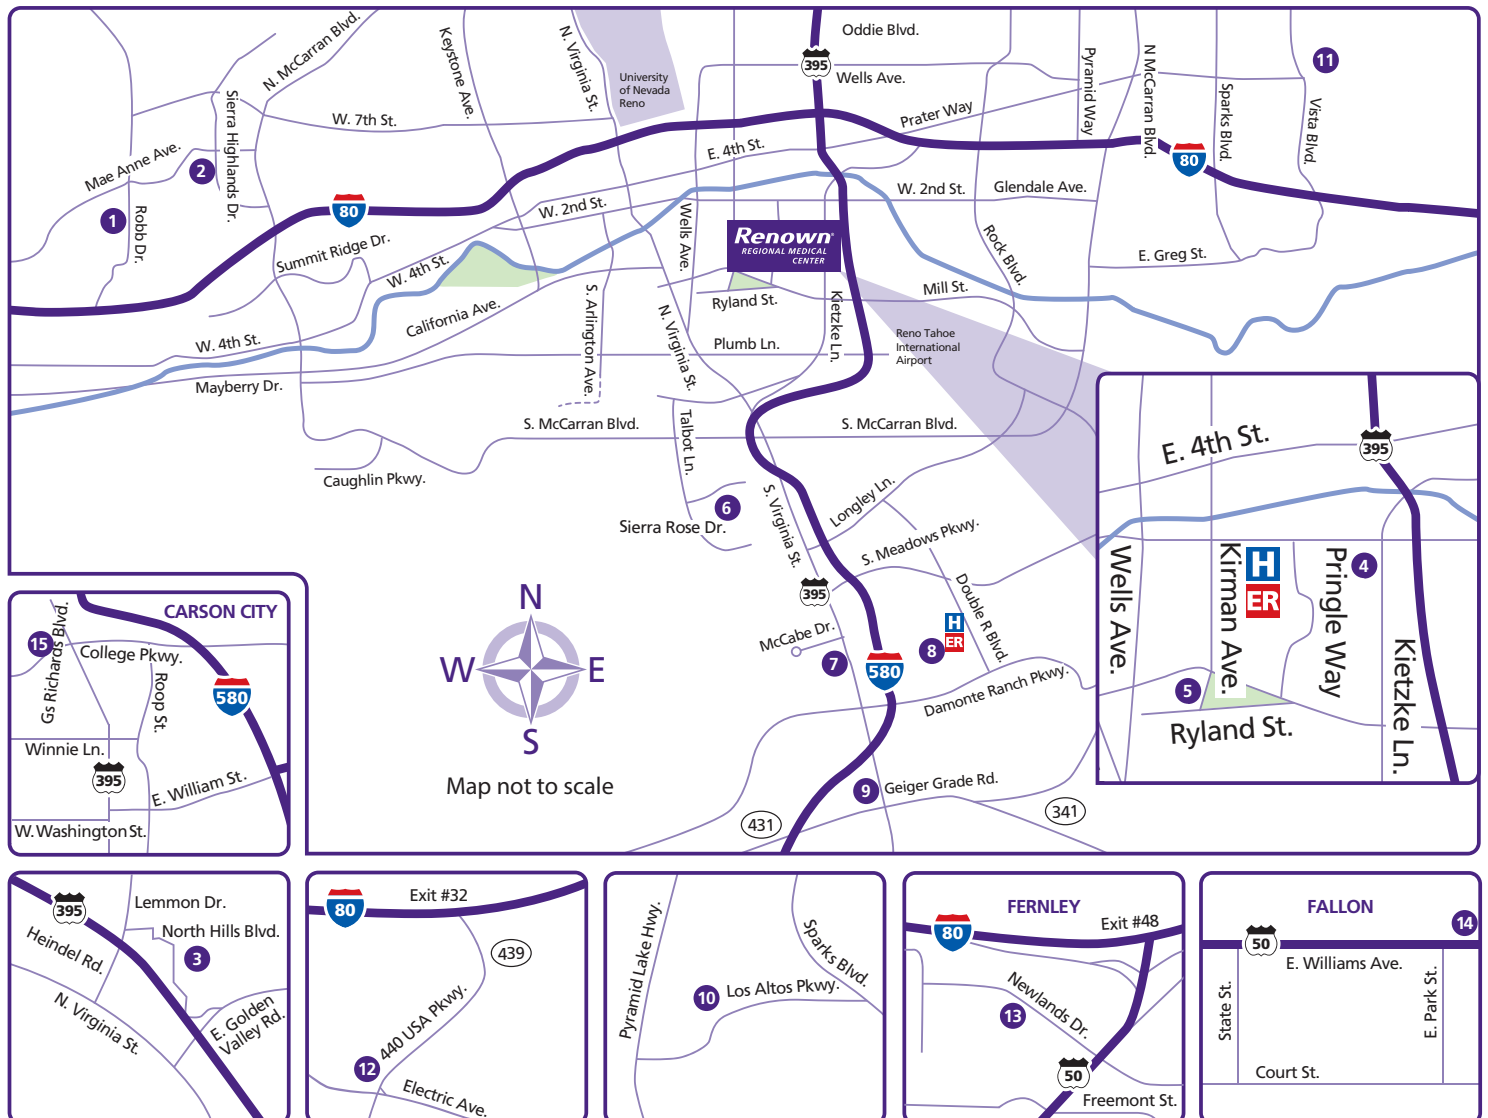 N. McCarran Blvd.
Keystone Ave.
N. Virginia St.
University
of Nevada
Reno
395
Oddie Blvd.
Wells Ave.
Pyramid Way
N McCarran Blvd.
Sparks Blvd.
Vista Blvd.
11
Sierra Highlands Dr.
W. 7th St.
Prater Way
E. 4th St.
80
Mae Anne Ave.
2
1
Robb Dr.
80
W. 2nd St.
W. 2nd St.
Glendale Ave.
Summit Ridge Dr.
W. 4th St.
Wells Ave.
Renown
REGIONAL MEDICAL
CENTER
Rock Blvd.
E. Greg St.
Ryland St.
Kietzke Ln.
Mill St.
California Ave.
S. Arlington Ave.
N. Virginia St.
Reno Tahoe
International
Airport
W. 4th St.
Plumb Ln.
Mayberry Dr.
Talbot Ln.
S. McCarran Blvd.
S. McCarran Blvd.
Caughlin Pkwy.
6
Sierra Rose Dr.
S. Virginia St.
Longley Ln.
S. Meadows Pkwy.
395
Double R Blvd.
McCabe Dr.
7
580
8
H
ER
Damonte Ranch Pkwy.
9
Geiger Grade Rd.
431
341
N
W
E
S
Map not to scale
E. 4th St.
395
Wells Ave.
Kirman Ave.
H
ER
Pringle Way
4
Kietzke Ln.
5
Ryland St.
CARSON CITY
15
Gs Richards Blvd.
College Pkwy.
Roop St.
580
Winnie Ln.
395
E. William St.
W. Washington St.
395
Lemmon Dr.
North Hills Blvd.
Heindel Rd.
3
N. Virginia St.
E. Golden
Valley Rd.
80
Exit #32
439
440 USA Pkwy.
12
Electric Ave.
Pyramid Lake Hwy.
Sparks Blvd.
10
Los Altos Pkwy.
FERNLEY
80
Exit #48
Newlands Dr.
13
50
Freemont St.
FALLON
14
50
E. Williams Ave.
State St.
E. Park St.
Court St.